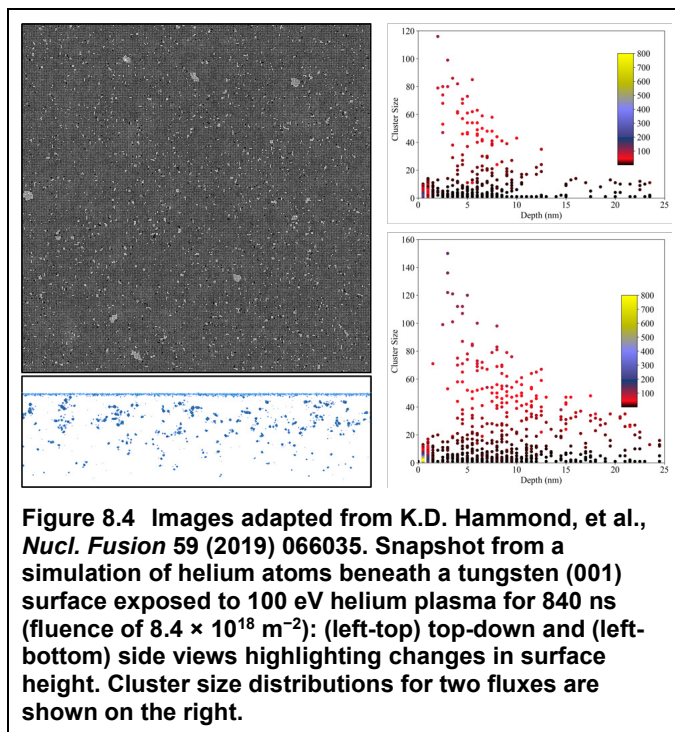 120
100
80
60
40
20
0
Cluster Size
0 5 10 15 20 25
Depth (nm)
800
700
600
500
400
300
200
100
160
140
120
100
80
60
40
20
0
Cluster Size
0 5 10 15 20 25
Depth (nm)
800
700
600
500
400
300
200
100
Figure 8.4 Images adapted from K.D. Hammond, et al.,
Nucl. Fusion 59 (2019) 066035. Snapshot from a
simulation of helium atoms beneath a tungsten (001)
surface exposed to 100 eV helium plasma for 840 ns
(fluence of 8.4 × 10¹⁸ m⁻²): (left-top) top-down and (left-
bottom) side views highlighting changes in surface
height. Cluster size distributions for two fluxes are
shown on the right.